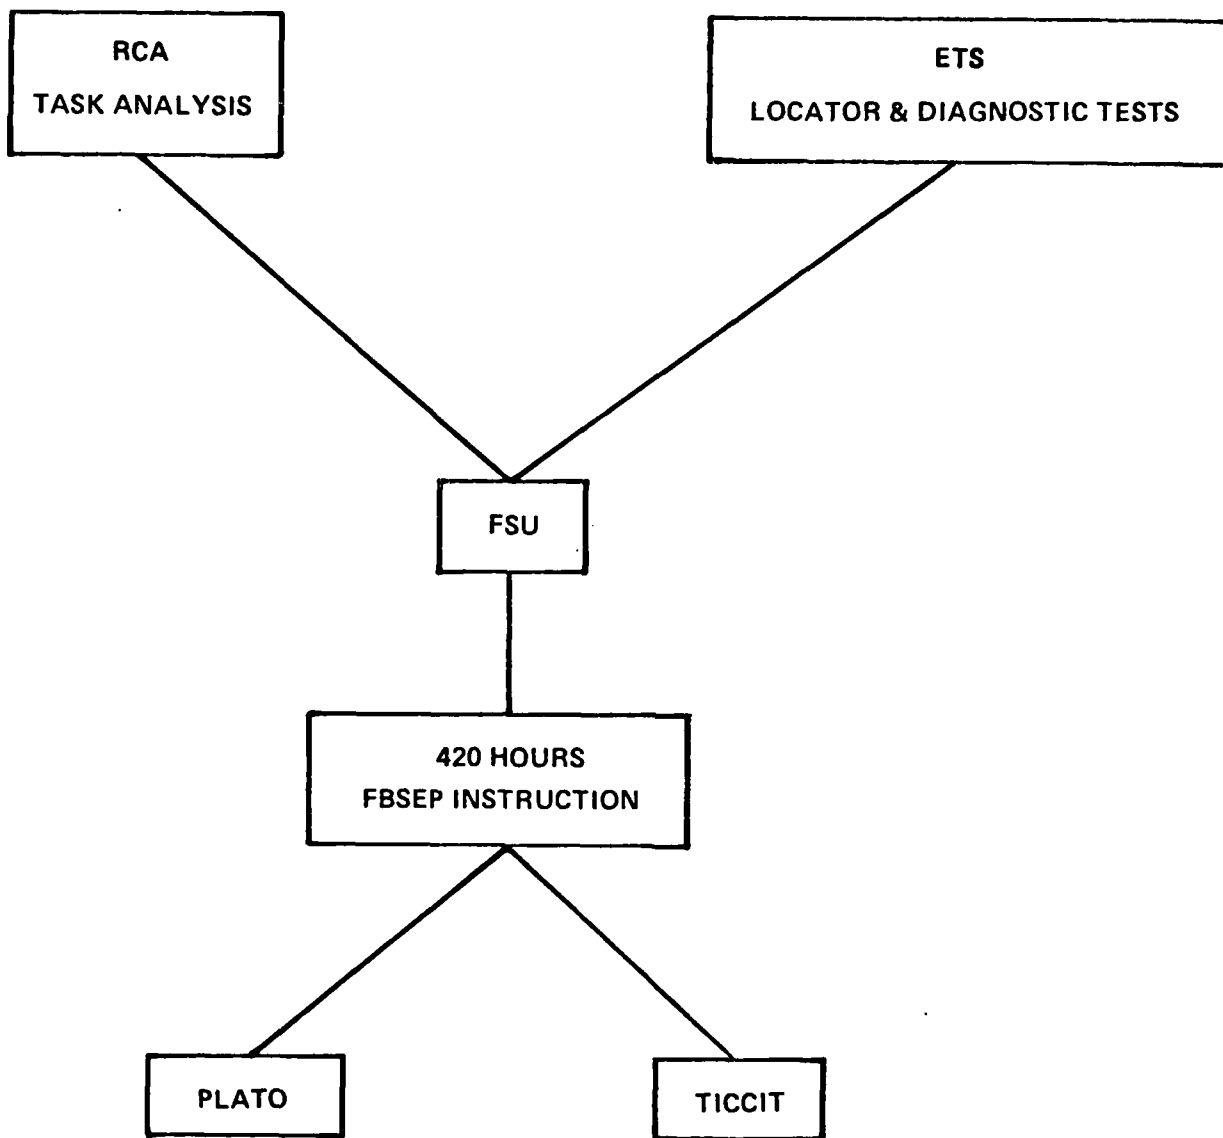 RCA
TASK ANALYSIS
ETS
LOCATOR & DIAGNOSTIC TESTS
FSU
420 HOURS
FBSEP INSTRUCTION
PLATO
TICCIT